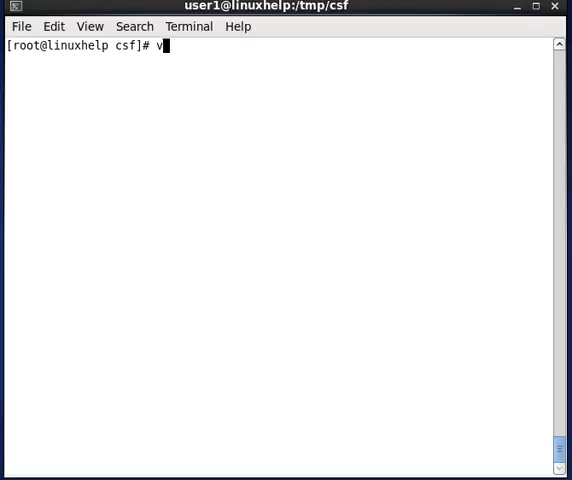 user1@linuxhelp:/tmp/csf
File Edit View Search Terminal Help
[root@linuxhelp csf]# v